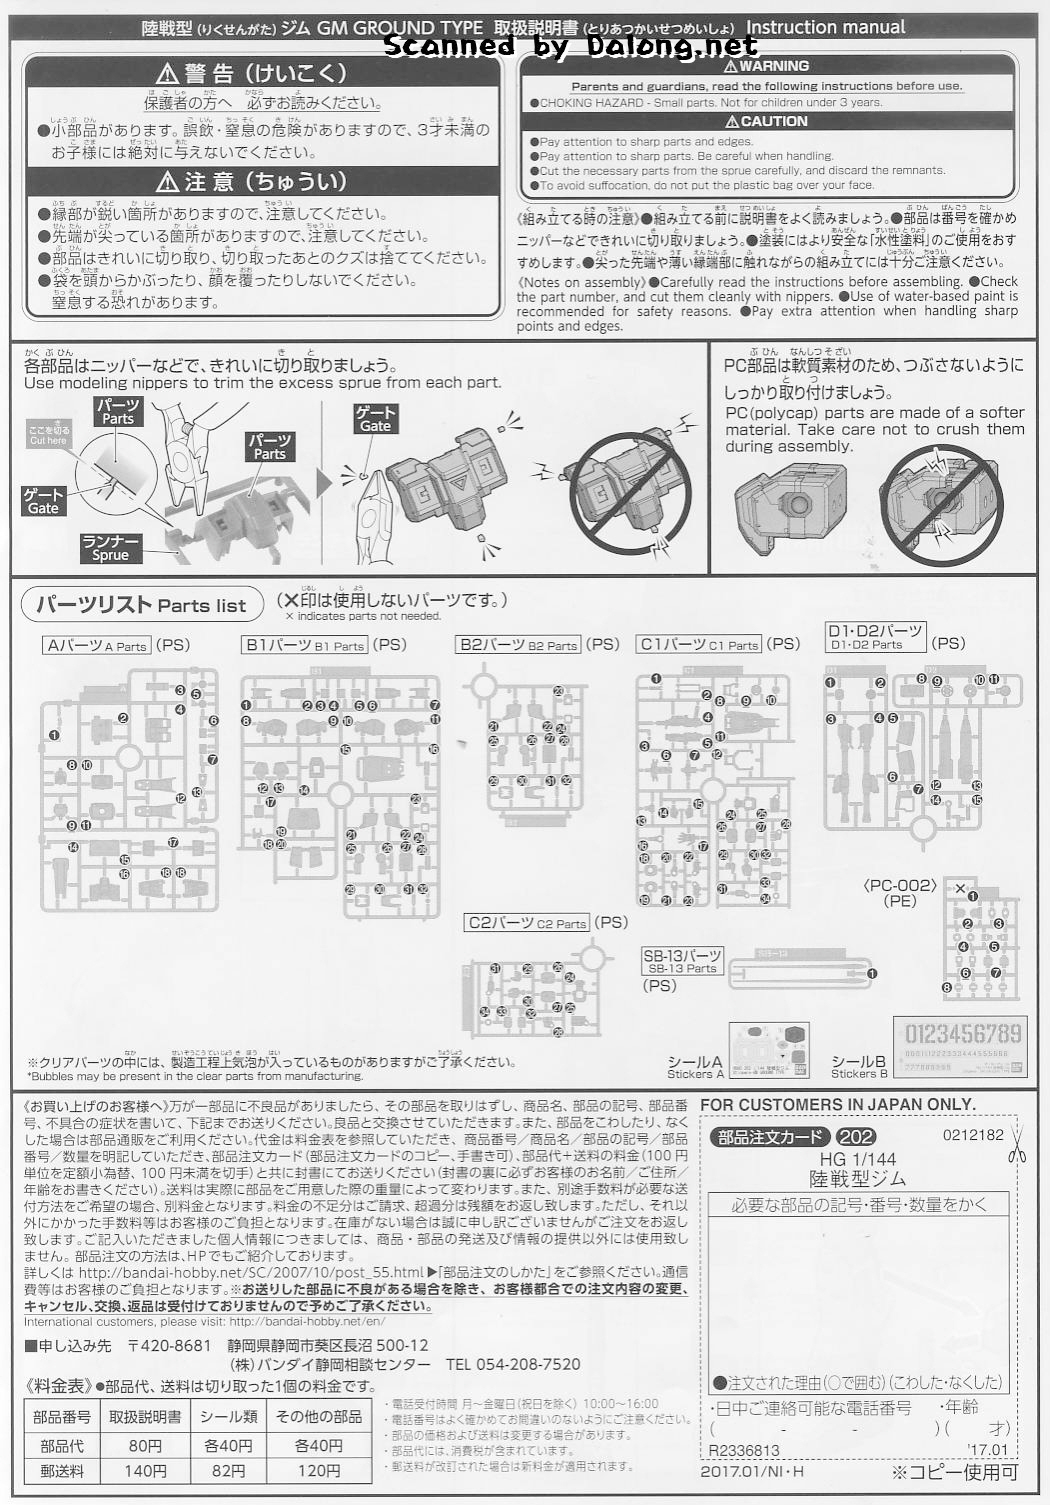 陸戦型 (りくせんがた) ジム GM GROUND TYPE 取扱説明書 (とりあつかいせつめいしょ) Instruction manual
Scanned by Dalong.net
⚠警告 (けいこく)
保護者の方へ 必ずお読みください。
●小部品があります。誤飲・窒息の危険がありますので、3才未満の
お子様には絶対に与えないでください。
⚠注意 (ちゅうい)
●縁部が鋭い箇所がありますので、注意してください。
●先端が尖っている箇所がありますので、注意してください。
●部品はきれいに切り取り、切り取ったあとのクズは捨ててください。
●袋を頭からかぶったり、顔を覆ったりしないでください。
窒息する恐れがあります。
⚠WARNING
Parents and guardians, read the following instructions before use.
●CHOKING HAZARD - Small parts. Not for children under 3 years.
⚠CAUTION
●Pay attention to sharp parts and edges.
●Pay attention to sharp parts. Be careful when handling.
●Cut the necessary parts from the sprue carefully, and discard the remnants.
●To avoid suffocation, do not put the plastic bag over your face.
《組み立てる時の注意》●組み立てる前に説明書をよく読みましょう。●部品は番号を確かめ
ニッパーなどできれいに切り取りましょう。●塗装にはより安全な「水性塗料」のご使用をおす
すめします。●尖った先端や薄い縁端部に触れながらの組み立てには十分ご注意ください。
《Notes on assembly》●Carefully read the instructions before assembling. ●Check
the part number, and cut them cleanly with nippers. ●Use of water-based paint is
recommended for safety reasons. ●Pay extra attention when handling sharp
points and edges.
各部品はニッパーなどで、きれいに切り取りましょう。
Use modeling nippers to trim the excess sprue from each part.
パーツ
Parts
ここを切る
Cut here
ゲート
Gate
パーツ
Parts
ランナー
Sprue
ゲート
Gate
PC部品は軟質素材のため、つぶさないように
しっかり取り付けましょう。
PC(polycap) parts are made of a softer
material. Take care not to crush them
during assembly.
パーツリスト Parts list
(✕印は使用しないパーツです。)
× indicates parts not needed.
Aパーツ A Parts (PS)
B1パーツ B1 Parts (PS)
B2パーツ B2 Parts (PS)
C1パーツ C1 Parts (PS)
D1・D2パーツ
D1・D2 Parts (PS)
〈PC-002〉
(PE)
C2パーツ C2 Parts (PS)
SB-13パーツ
SB-13 Parts
(PS)
SB-13
シールA
Stickers A
シールB
Stickers B
0123456789
※クリアパーツの中には、製造工程上気泡が入っているものがありますがご了承ください。
*Bubbles may be present in the clear parts from manufacturing.
《お買い上げのお客様へ》万が一部品に不良品がありましたら、その部品を取りはずし、商品名、部品の記号、部品番
号、不具合の症状を書いて、下記までお送りください。良品と交換させていただきます。また、部品をこわしたり、なく
した場合は部品通販をご利用ください。代金は料金表を参照していただき、商品番号／商品名／部品の記号／部品
番号／数量を明記していただき、部品注文カード(部品注文カードのコピー、手書き可)、部品代＋送料の料金(100円
単位を定額小為替、100円未満を切手)と共に封書にてお送りください(封書の裏に必ずお客様のお名前／ご住所／
年齢をお書きください)。送料は実際に部品をご用意した際の重量によって変わります。また、別途手数料が必要な送
付方法をご希望の場合、別料金となります。料金の不足分はご請求、超過分は残額をお返し致します。ただし、それ以
外にかかった手数料等はお客様のご負担となります。在庫がない場合は誠に申し訳ございませんがご注文をお返し
致します。ご記入いただきました個人情報につきましては、商品・部品の発送及び情報の提供以外には使用致し
ません。部品注文の方法は、HPでもご紹介しております。
詳しくは http://bandai-hobby.net/SC/2007/10/post_55.html▶「部品注文のしかた」をご参照ください。通信
費等はお客様のご負担となります。※お送りした部品に不良がある場合を除き、お客様都合での注文内容の変更、
キャンセル、交換、返品は受付けておりませんので予めご了承ください。
International customers, please visit: http://bandai-hobby.net/en/
■申し込み先 〒420-8681 静岡県静岡市葵区長沼500-12
(株)バンダイ静岡相談センター TEL 054-208-7520
《料金表》●部品代、送料は切り取った1個の料金です。
部品番号 取扱説明書 シール類 その他の部品
部品代 80円 各40円 各40円
郵送料 140円 82円 120円
・電話受付時間 月〜金曜日(祝日を除く) 10:00〜16:00
・電話番号はよく確かめてお間違いのないようにご注意ください。
・部品の価格および送料は変更する場合があります。
・部品代には、消費税が含まれています。
・郵送料が改訂された場合は新料金が適用されます。
FOR CUSTOMERS IN JAPAN ONLY.
部品注文カード 202 0212182
HG 1/144
陸戦型ジム
必要な部品の記号・番号・数量をかく
●注文された理由(○で囲む)(こわした・なくした)
・日中ご連絡可能な電話番号 ・年齢
( - - )( 才)
R2336813 '17.01
2017.01/NI・H ※コピー使用可